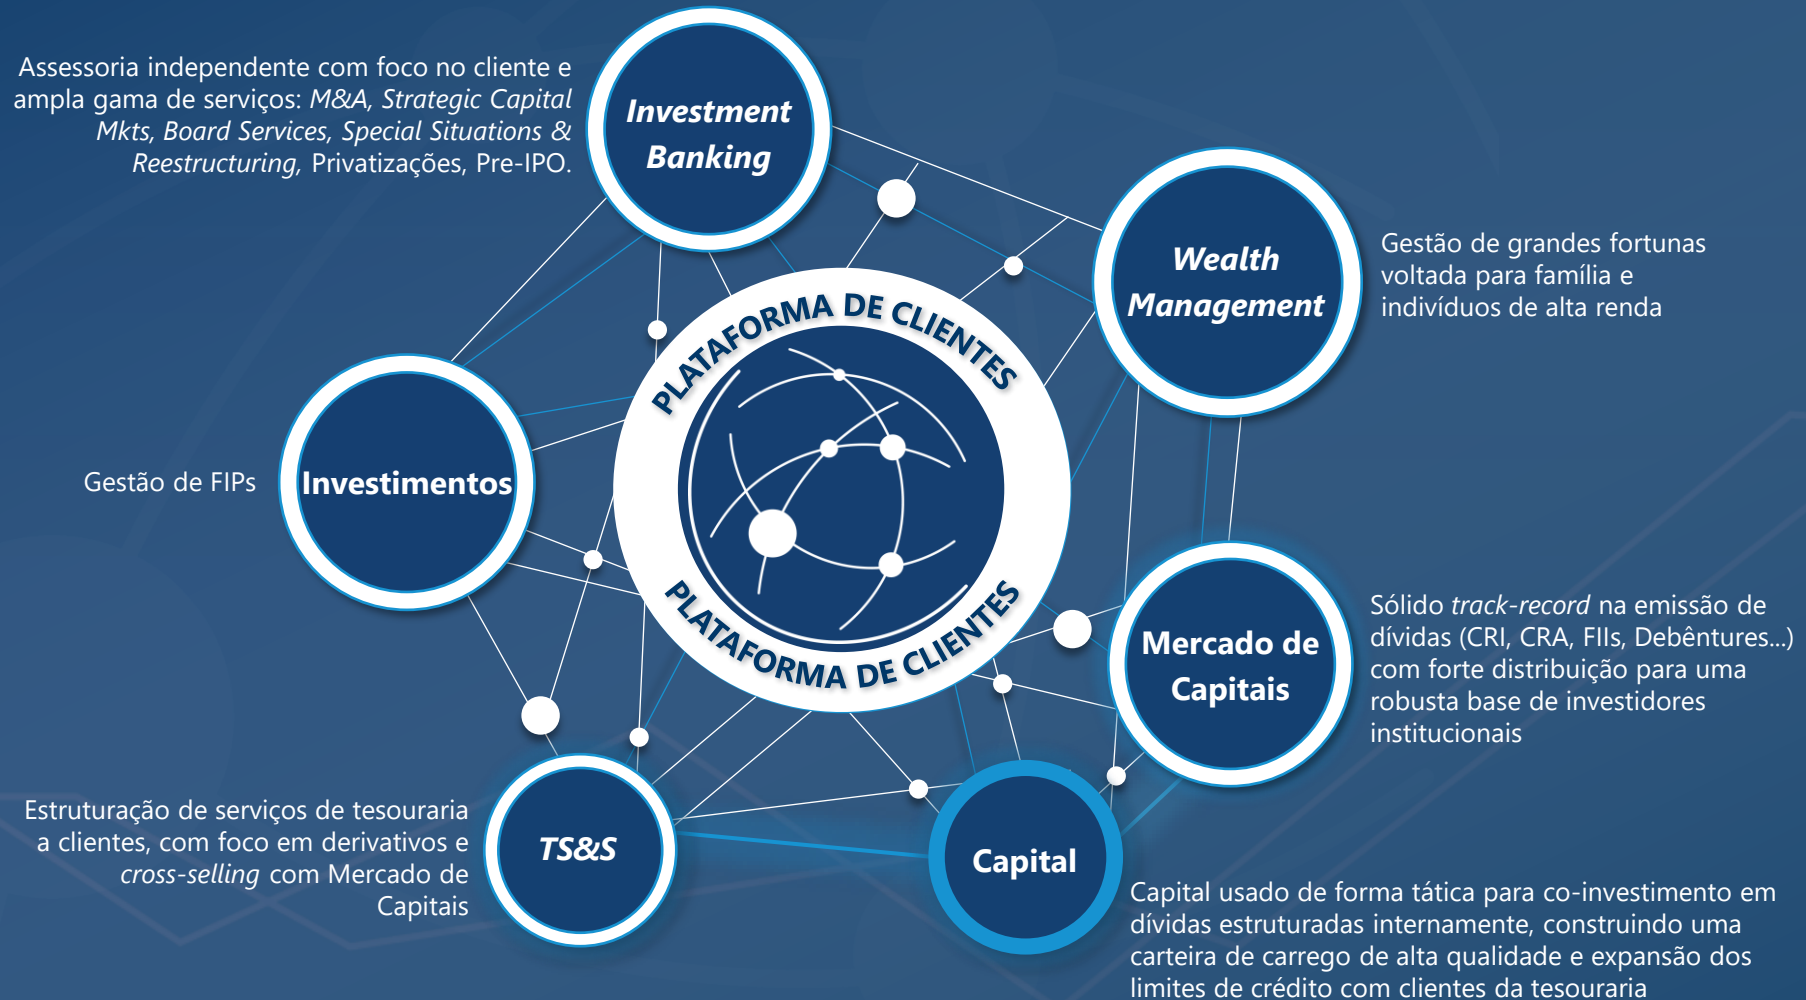 Assessoria independente com foco no cliente e
ampla gama de serviços: M&A, Strategic Capital
Mkts, Board Services, Special Situations &
Reestructuring, Privatizações, Pre-IPO.
Investment
Banking
Wealth
Management
Gestão de grandes fortunas
voltada para família e
indivíduos de alta renda
PLATAFORMA DE CLIENTES
Gestão de FIPs
Investimentos
PLATAFORMA DE CLIENTES
Mercado de
Capitais
Sólido track-record na emissão de
dívidas (CRI, CRA, FIIs, Debêntures...)
com forte distribuição para uma
robusta base de investidores
institucionais
Estruturação de serviços de tesouraria
a clientes, com foco em derivativos e
cross-selling com Mercado de
Capitais
TS&S
Capital
Capital usado de forma tática para co-investimento em
dívidas estruturadas internamente, construindo uma
carteira de carrego de alta qualidade e expansão dos
limites de crédito com clientes da tesouraria